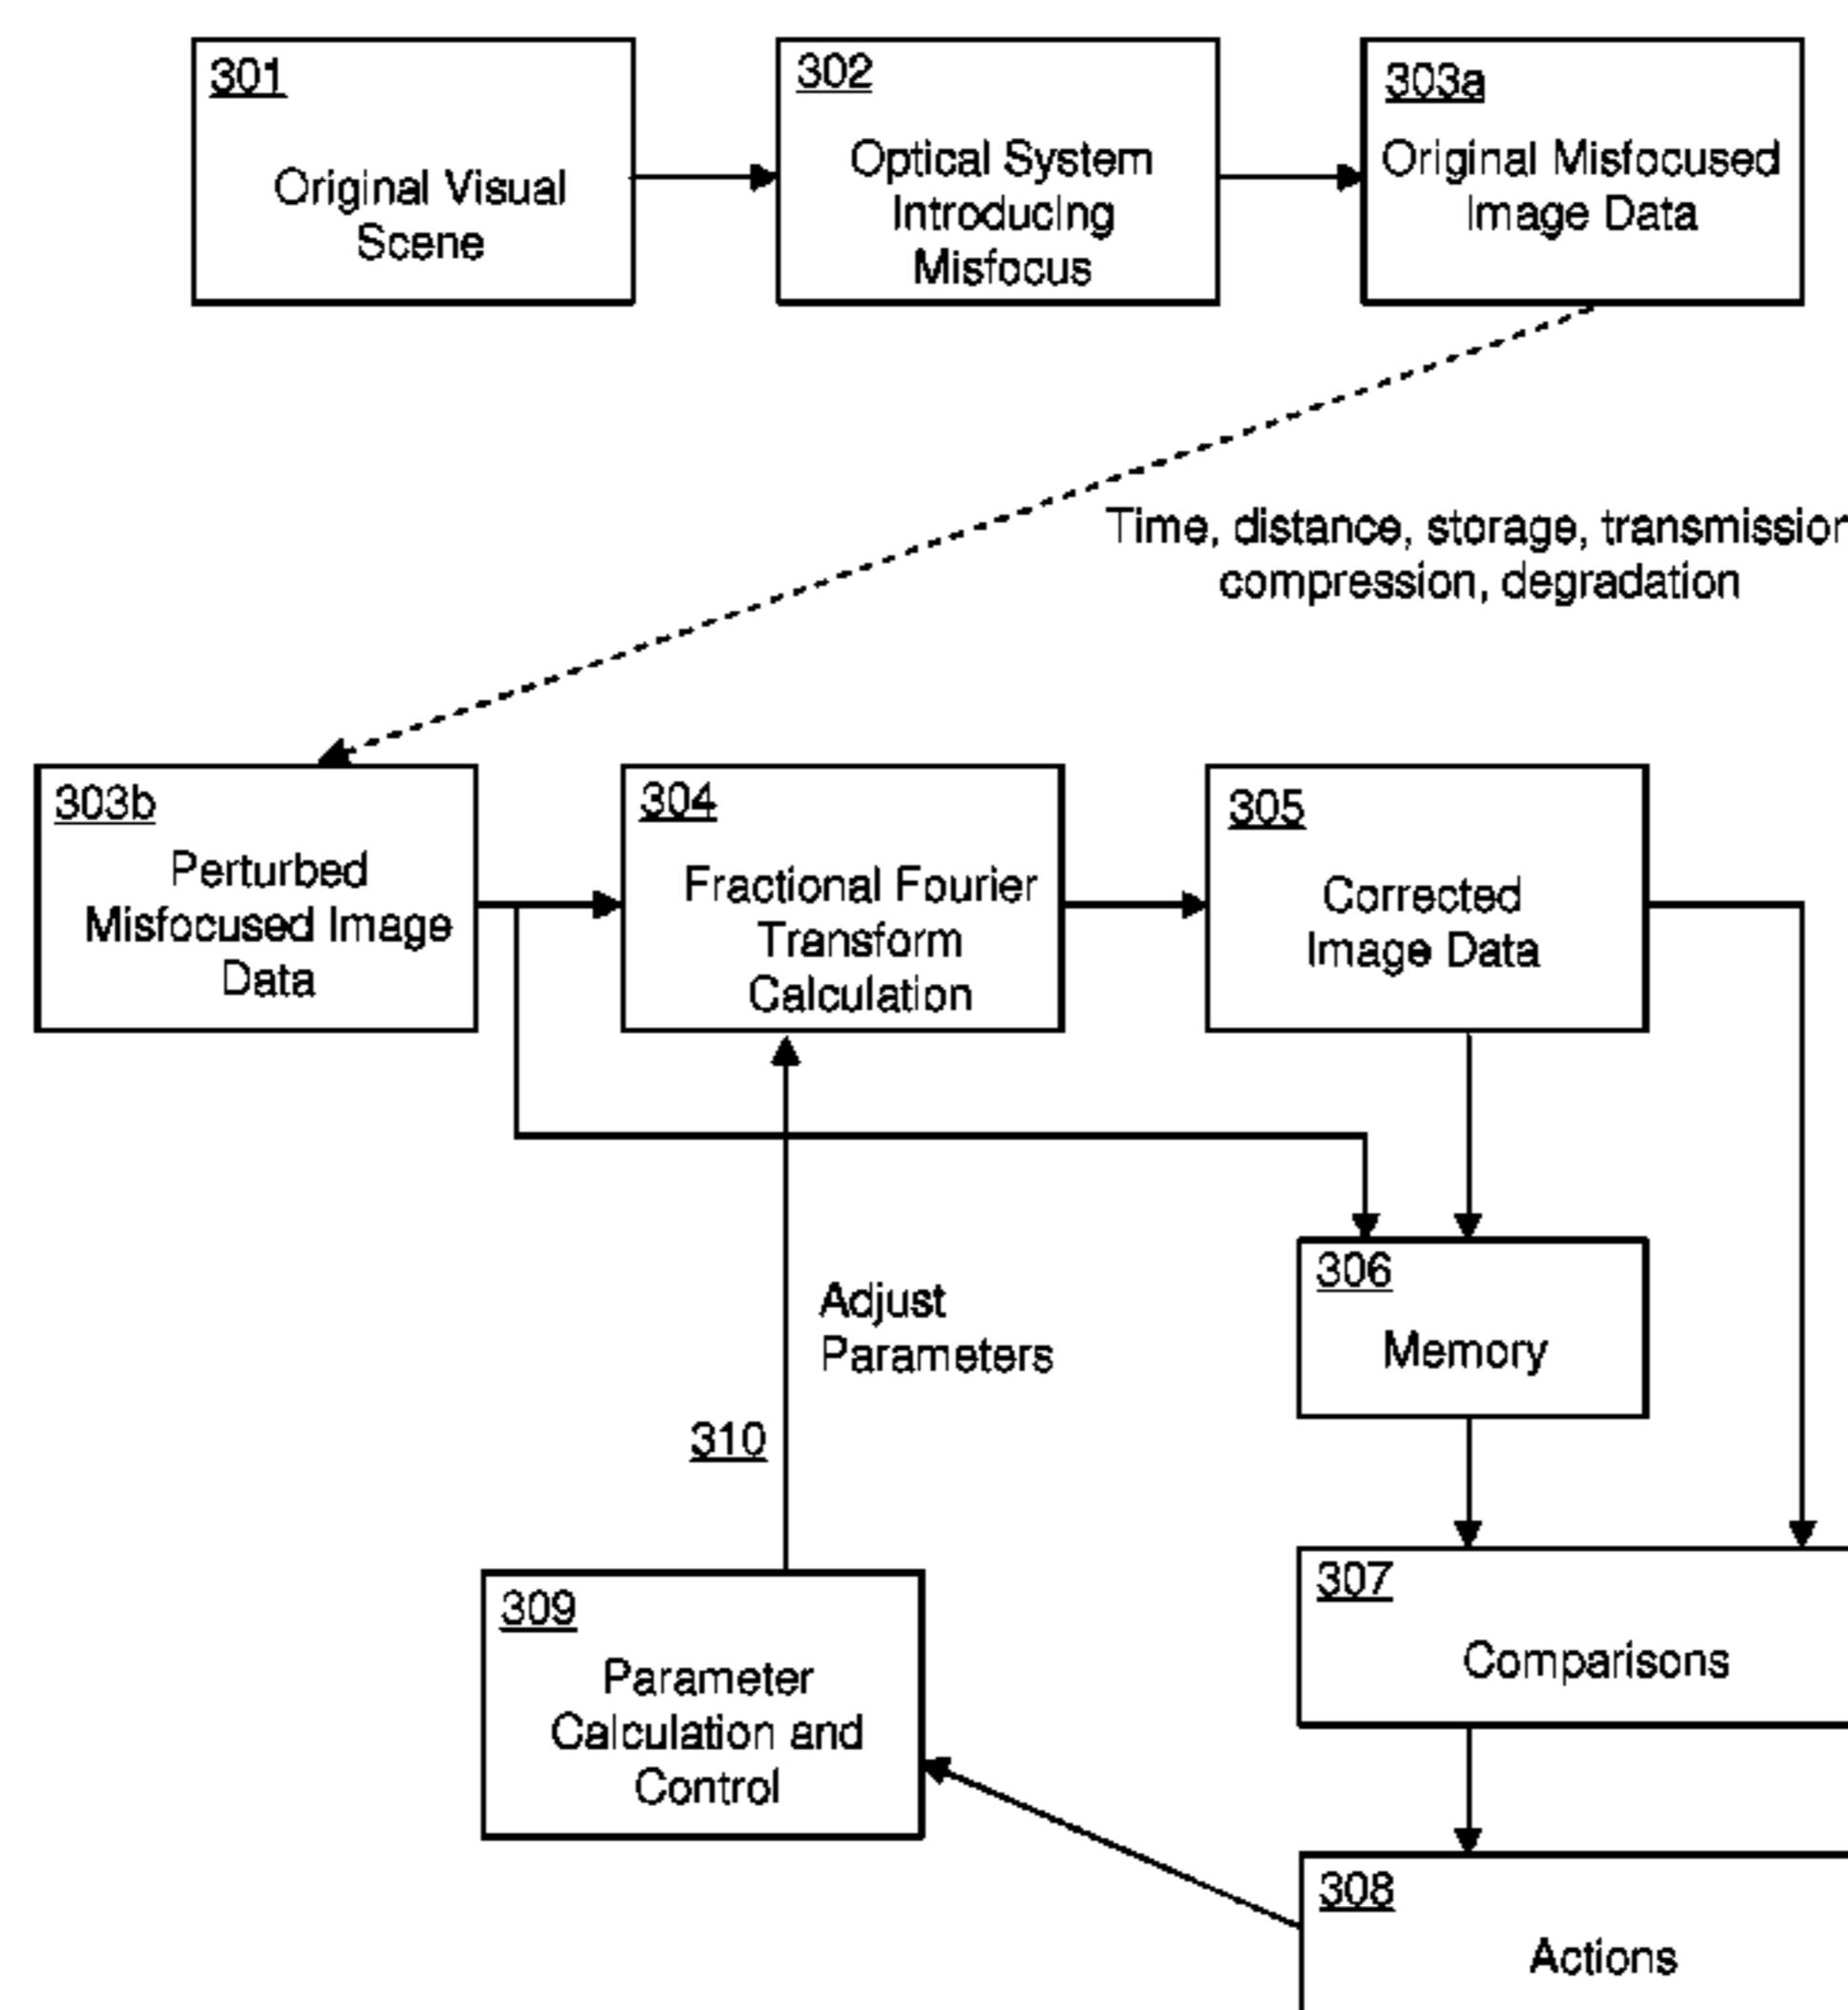 301
Original Visual
Scene
302
Optical System
Introducing
Misfocus
303a
Original Misfocused
Image Data
Time, distance, storage, transmission
compression, degradation
303b
Perturbed
Misfocused Image
Data
304
Fractional Fourier
Transform
Calculation
305
Corrected
Image Data
306
Memory
Adjust
Parameters
310
307
Comparisons
309
Parameter
Calculation and
Control
308
Actions